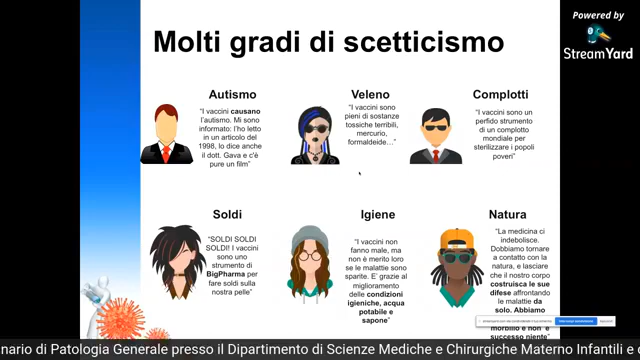 Powered by
StreamYard
Molti gradi di scetticismo
Autismo
"I vaccini causano
l'autismo. Mi sono
informato: l'ho letto
in un articolo del
1998, lo dice anche
il dott. Gava e c'è
pure un film"
Veleno
"I vaccini sono
pieni di sostanze
tossiche terribili,
mercurio,
formaldeide…"
Complotti
"I vaccini sono un
perfido strumento
di un complotto
mondiale per
sterilizzare i popoli
poveri"
Soldi
"SOLDI SOLDI
SOLDI! I vaccini
sono uno
strumento di
BigPharma per
fare soldi sulla
nostra pelle"
Igiene
"I vaccini non
fanno male, ma
non è merito loro
se le malattie sono
sparite. E' grazie al
miglioramento
delle condizioni
igieniche, acqua
potabile e
sapone"
Natura
"La medicina ci
indebolisce.
Dobbiamo tornare
a contatto con la
natura, e lasciare
che il nostro corpo
costruisca le sue
difese affrontando
le malattie da
solo. Abbiamo
morbillo e non è
successo niente"
nario di Patologia Generale presso il Dipartimento di Scienze Mediche e Chirurgiche Materno Infantili e